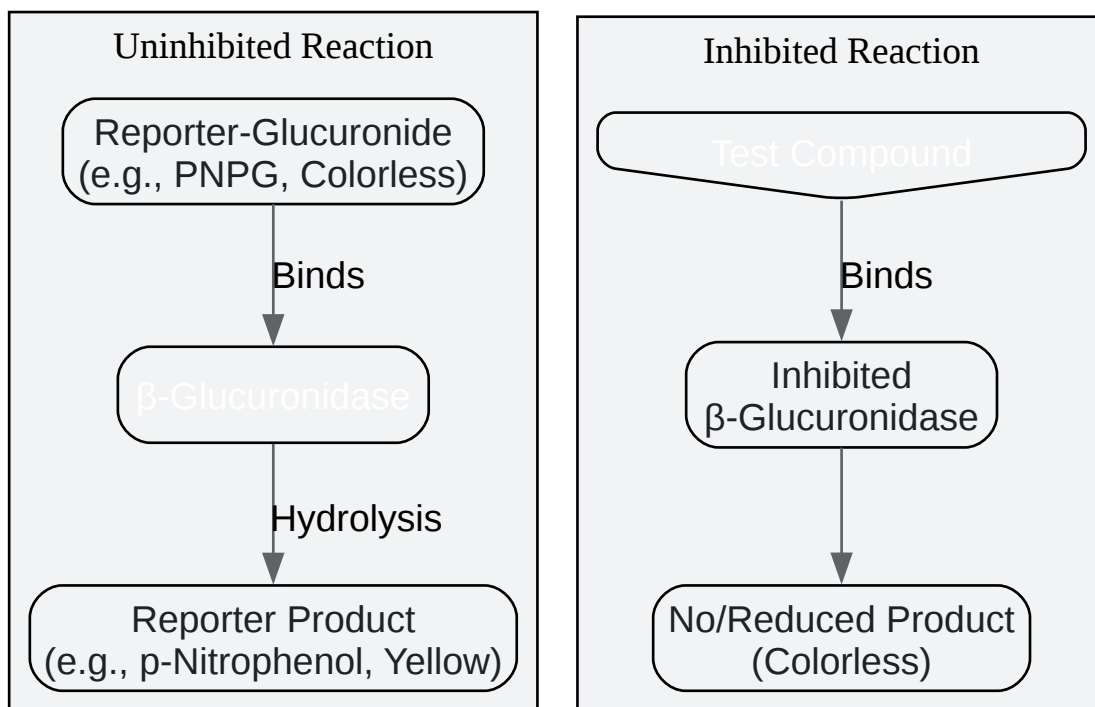 Uninhibited Reaction
Reporter-Glucuronide
(e.g., PNPG, Colorless)
Binds
β-Glucuronidase
Hydrolysis
Reporter Product
(e.g., p-Nitrophenol, Yellow)
Inhibited Reaction
Test Compound
Binds
Inhibited
β-Glucuronidase
No/Reduced Product
(Colorless)